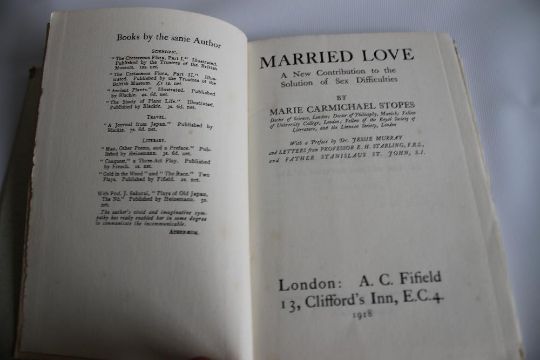 Books by the same Author
SCIENTIFIC.
"The Cretaceous Flora, Part I." Illustrated.
Published by the Trustees of the British
Museum. 12s. net.
"The Cretaceous Flora, Part II." Illus-
trated. Published by the Trustees of the
British Museum. net.
"Ancient Plants." Illustrated. Published by
Blackie. 4s. 6d. net.
"The Study of Plant Life." Illustrated.
Published by Blackie. net.
TRAVEL.
"A Journal from Japan." Published by
Blackie. 7s. 6d. net.
LITERARY.
"Man, Other Poems, and a Preface." Pub-
lished by Heinemann. 3s. 6d. net.
"Conquest," a Three-Act Play. Published by
French. net.
"Gold in the Wood" and "The Race." Two
Plays. Published by Fifield. 2s. net.
With Prof. J. Sakurai, "Plays of Old Japan,
The Nō." Published by Heinemann. net.
The author's vivid and imaginative sym-
pathy has really enabled her in some degree
to communicate the incommunicable.
ATHENÆUM.
MARRIED LOVE
A New Contribution to the
Solution of Sex Difficulties
BY
MARIE CARMICHAEL STOPES
Doctor of Science, London; Doctor of Philosophy, Munich; Fellow
of University College, London; Fellow of the Royal Society of
Literature, and the Linnean Society, London
With a Preface by Dr. JESSIE MURRAY
and LETTERS from PROFESSOR E. H. STARLING, F.R.S.,
and FATHER STANISLAUS ST. JOHN, S.J.
London: A. C. Fifield
13, Clifford's Inn, E.C.4.
1918